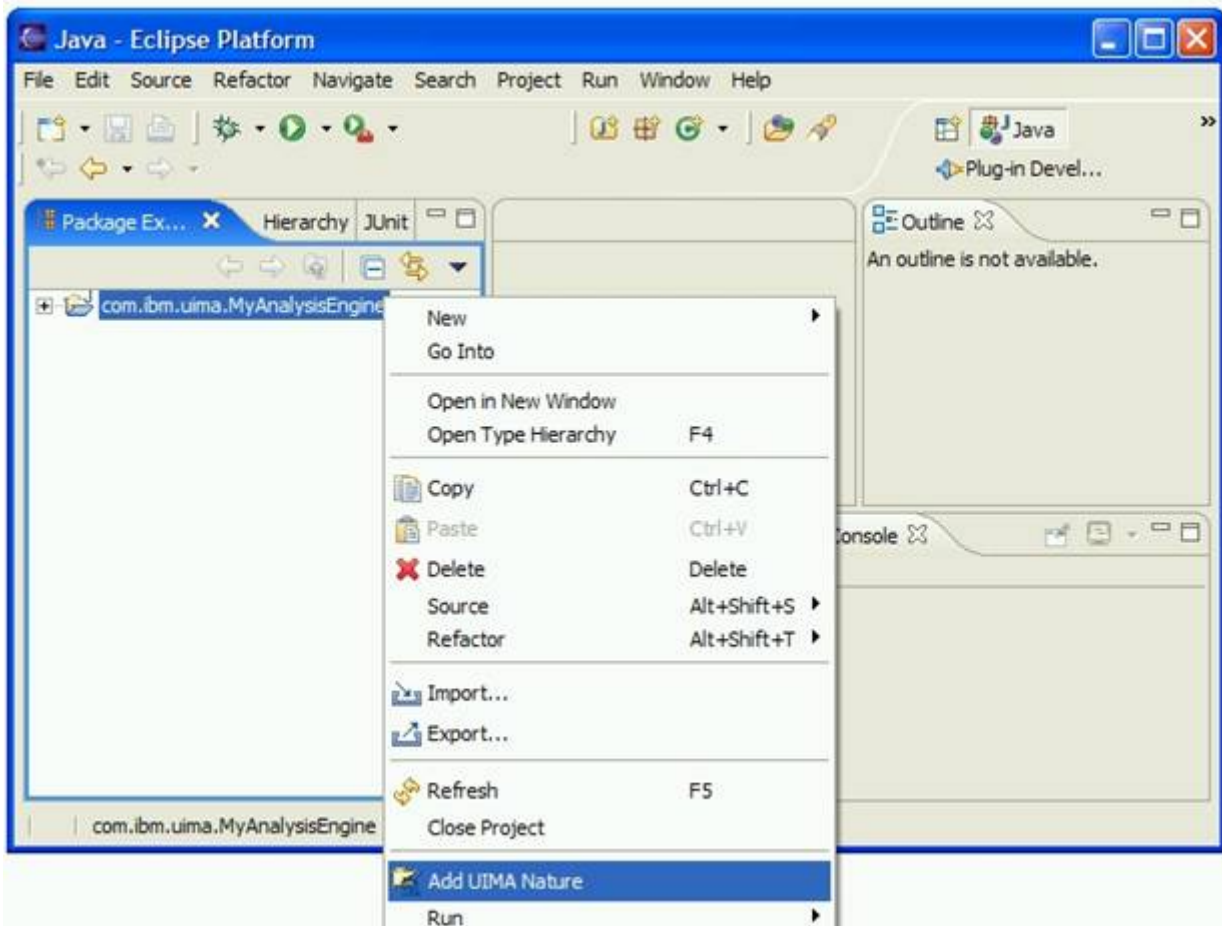 Java - Eclipse Platform
File Edit Source Refactor Navigate Search Project Run Window Help
Java »
Plug-in Devel...
Package Ex... Hierarchy JUnit
Outline
An outline is not available.
com.ibm.uima.MyAnalysisEngine
New
Go Into
Open in New Window
Open Type Hierarchy F4
Copy Ctrl+C
Paste Ctrl+V
onsole
Delete Delete
Source Alt+Shift+S
Refactor Alt+Shift+T
Import...
Export...
Refresh F5
Close Project
com.ibm.uima.MyAnalysisEngine
Add UIMA Nature
Run